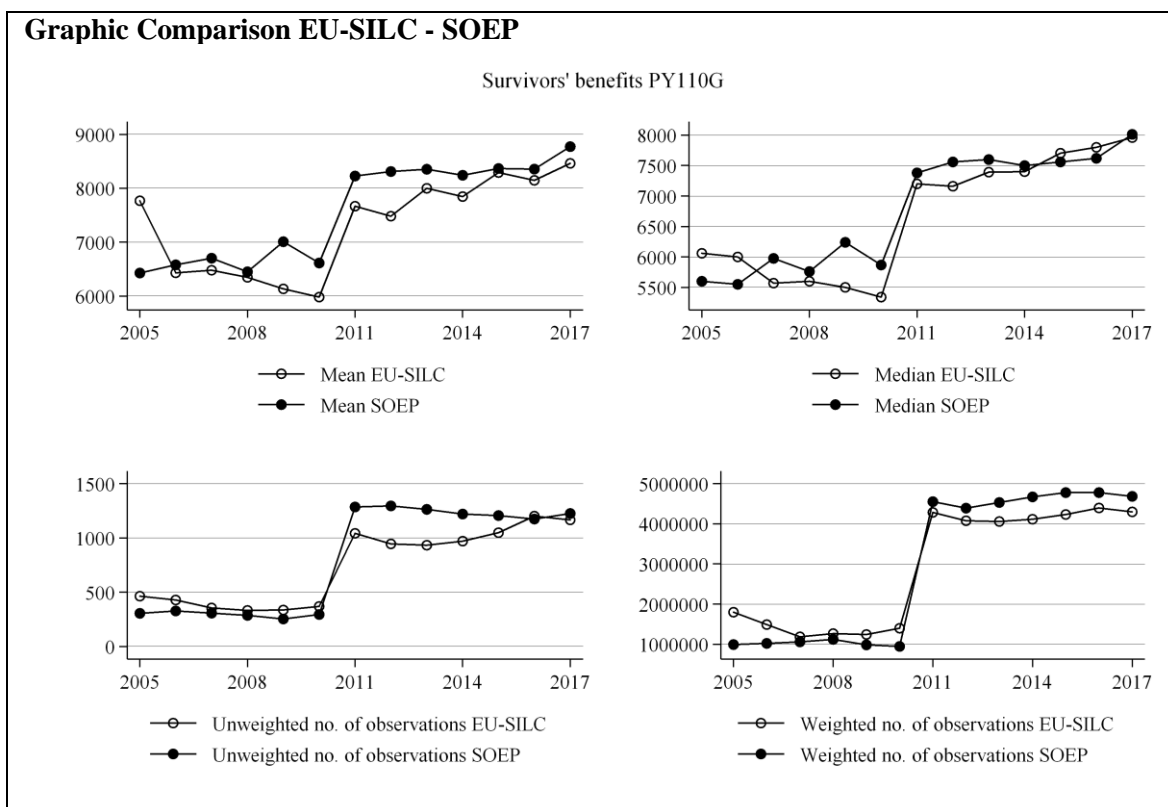 Graphic Comparison EU-SILC - SOEP
Survivors' benefits PY110G
9000
8000
7000
6000
2005 2008 2011 2014 2017
Mean EU-SILC
Mean SOEP
8000
7500
7000
6500
6000
5500
2005 2008 2011 2014 2017
Median EU-SILC
Median SOEP
1500
1000
500
0
2005 2008 2011 2014 2017
Unweighted no. of observations EU-SILC
Unweighted no. of observations SOEP
5000000
4000000
3000000
2000000
1000000
2005 2008 2011 2014 2017
Weighted no. of observations EU-SILC
Weighted no. of observations SOEP